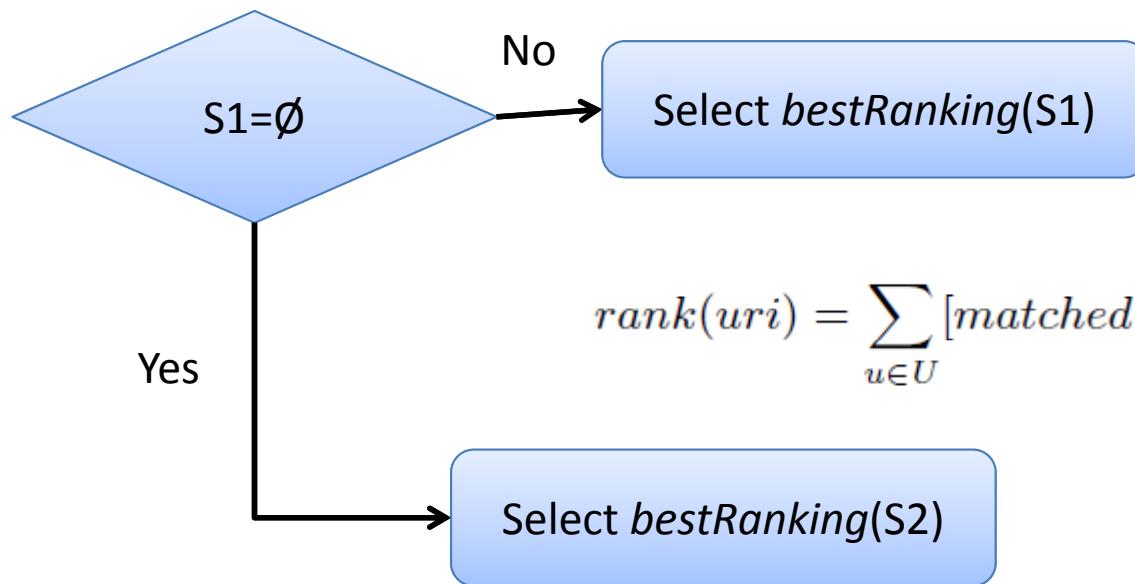 No
S1=Ø
Select bestRanking(S1)
rank(uri) = ∑ [matched
u∈U
Yes
Select bestRanking(S2)